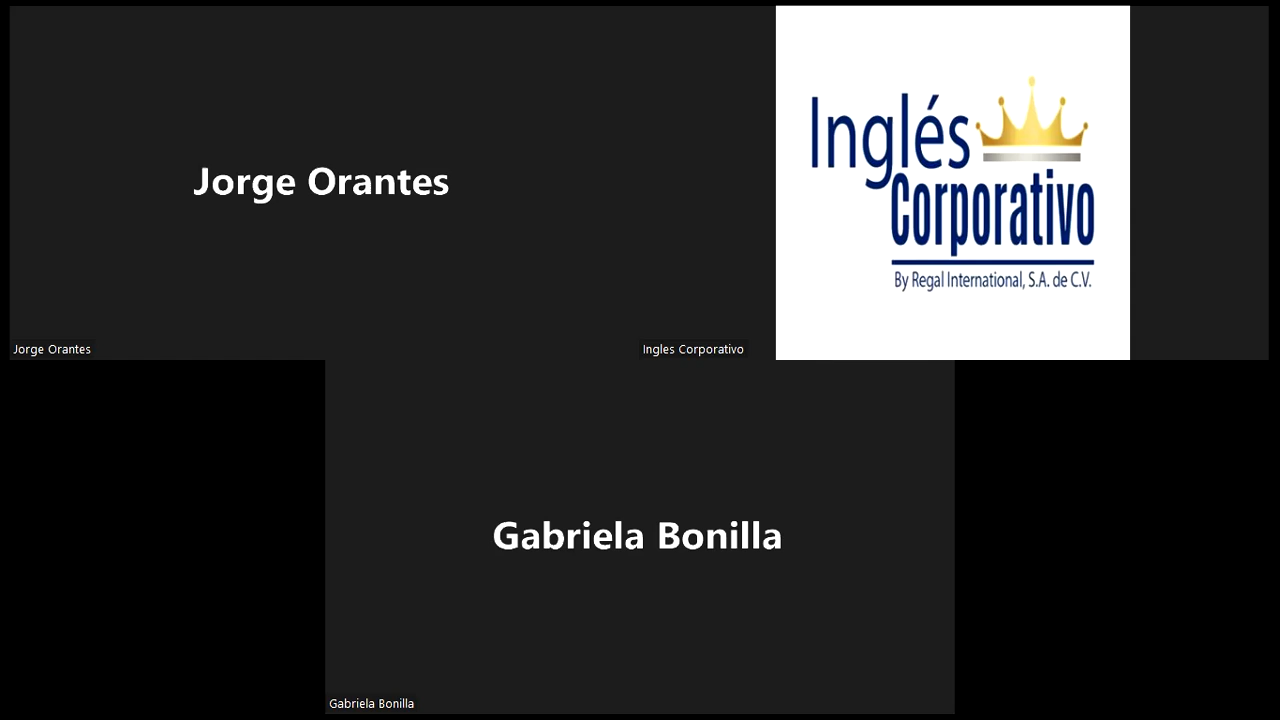 Jorge Orantes
Jorge Orantes
Inglés
Corporativo
By Regal International, S.A. de C.V.
Ingles Corporativo
Gabriela Bonilla
Gabriela Bonilla